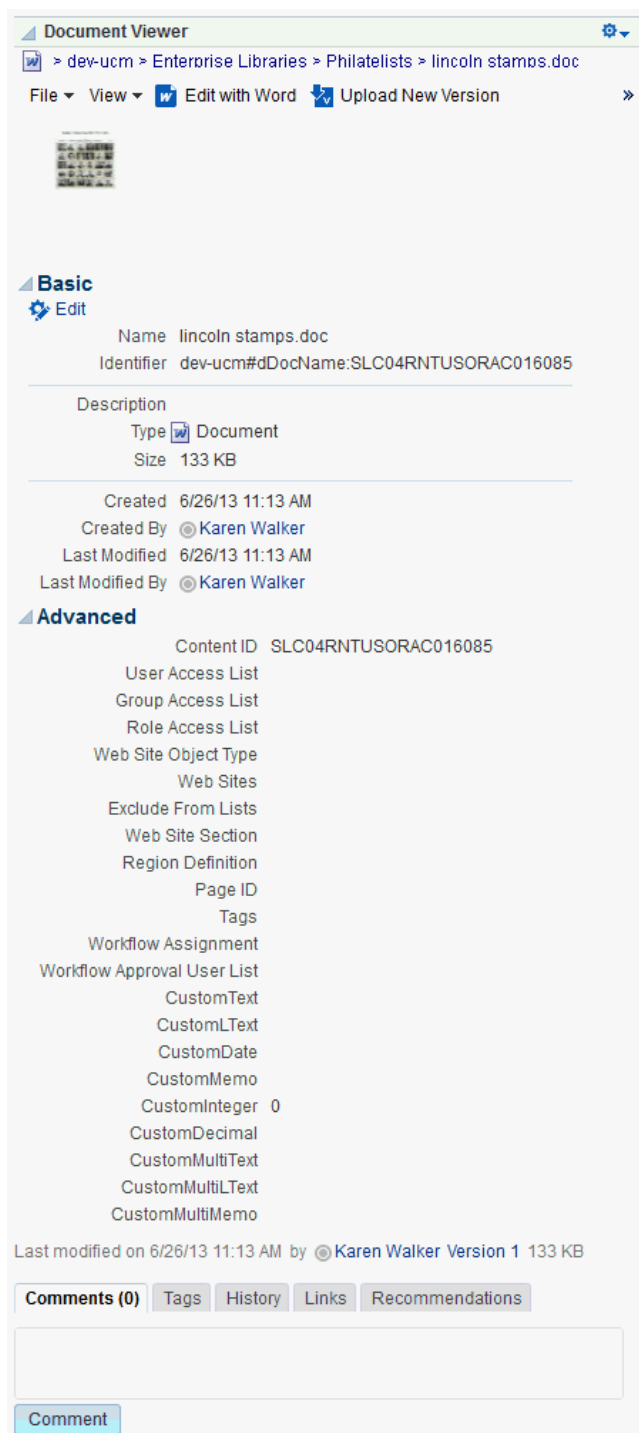 Document Viewer
> dev-ucm > Enterprise Libraries > Philatelists > lincoln stamps.doc
File View Edit with Word Upload New Version »
Basic
Edit
Name lincoln stamps.doc
Identifier dev-ucm#dDocName:SLC04RNTUSORAC016085
Description
Type Document
Size 133 KB
Created 6/26/13 11:13 AM
Created By Karen Walker
Last Modified 6/26/13 11:13 AM
Last Modified By Karen Walker
Advanced
Content ID SLC04RNTUSORAC016085
User Access List
Group Access List
Role Access List
Web Site Object Type
Web Sites
Exclude From Lists
Web Site Section
Region Definition
Page ID
Tags
Workflow Assignment
Workflow Approval User List
CustomText
CustomLText
CustomDate
CustomMemo
CustomInteger 0
CustomDecimal
CustomMultiText
CustomMultiLText
CustomMultiMemo
Last modified on 6/26/13 11:13 AM by Karen Walker Version 1 133 KB
Comments (0) Tags History Links Recommendations
Comment